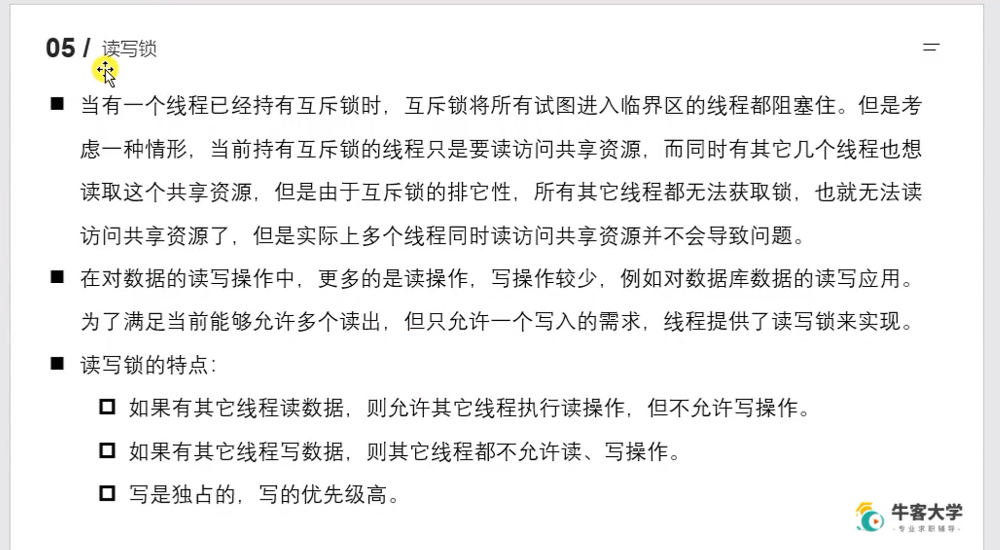 05 / 读写锁
■ 当有一个线程已经持有互斥锁时，互斥锁将所有试图进入临界区的线程都阻塞住。但是考
虑一种情形，当前持有互斥锁的线程只是要读访问共享资源，而同时有其它几个线程也想
读取这个共享资源，但是由于互斥锁的排它性，所有其它线程都无法获取锁，也就无法读
访问共享资源了，但是实际上多个线程同时读访问共享资源并不会导致问题。
■ 在对数据的读写操作中，更多的是读操作，写操作较少，例如对数据库数据的读写应用。
为了满足当前能够允许多个读出，但只允许一个写入的需求，线程提供了读写锁来实现。
■ 读写锁的特点：
□ 如果有其它线程读数据，则允许其它线程执行读操作，但不允许写操作。
□ 如果有其它线程写数据，则其它线程都不允许读、写操作。
□ 写是独占的，写的优先级高。
牛客大学
·专业求职辅导·